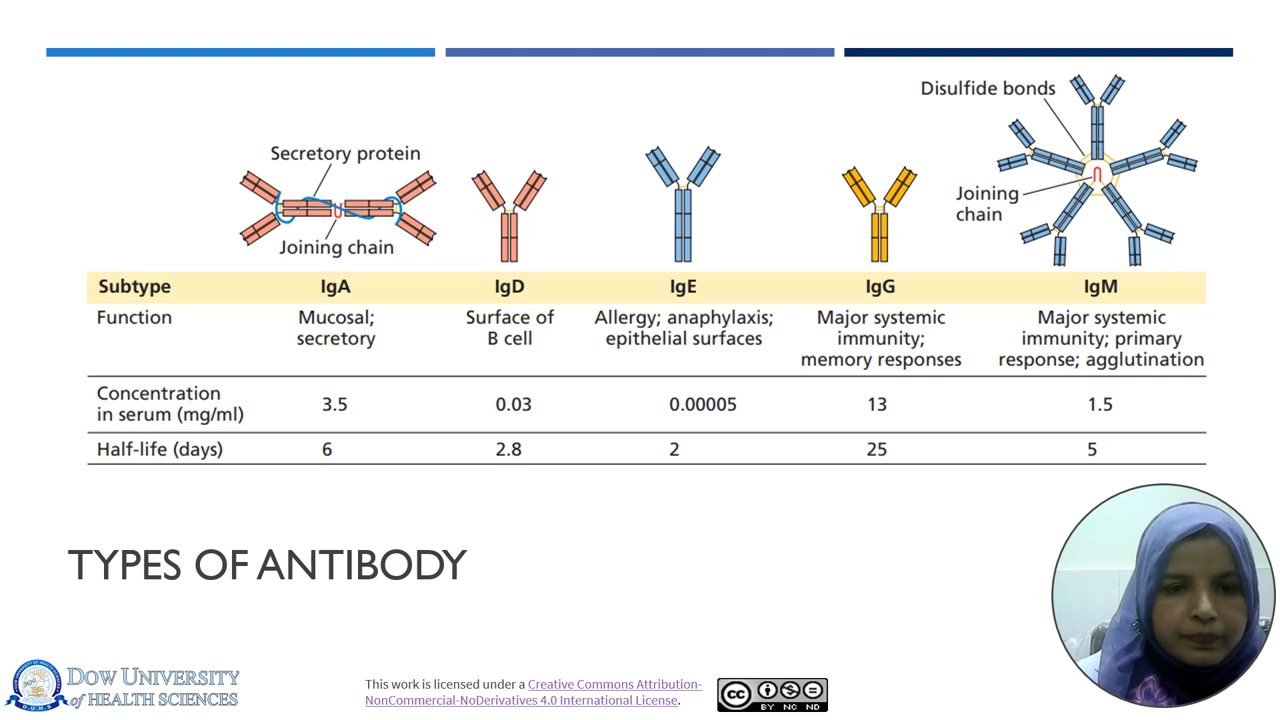 Disulfide bonds
Secretory protein
Joining
chain
Joining chain
Subtype IgA IgD IgE IgG IgM
Function Mucosal; Surface of Allergy; anaphylaxis; Major systemic Major systemic
secretory B cell epithelial surfaces immunity; immunity; primary
memory responses response; agglutination
Concentration
in serum (mg/ml) 3.5 0.03 0.00005 13 1.5
Half-life (days) 6 2.8 2 25 5
TYPES OF ANTIBODY
DOW UNIVERSITY
of HEALTH SCIENCES
D.U.H.S
This work is licensed under a Creative Commons Attribution-
NonCommercial-NoDerivatives 4.0 International License.
cc
BY NC ND